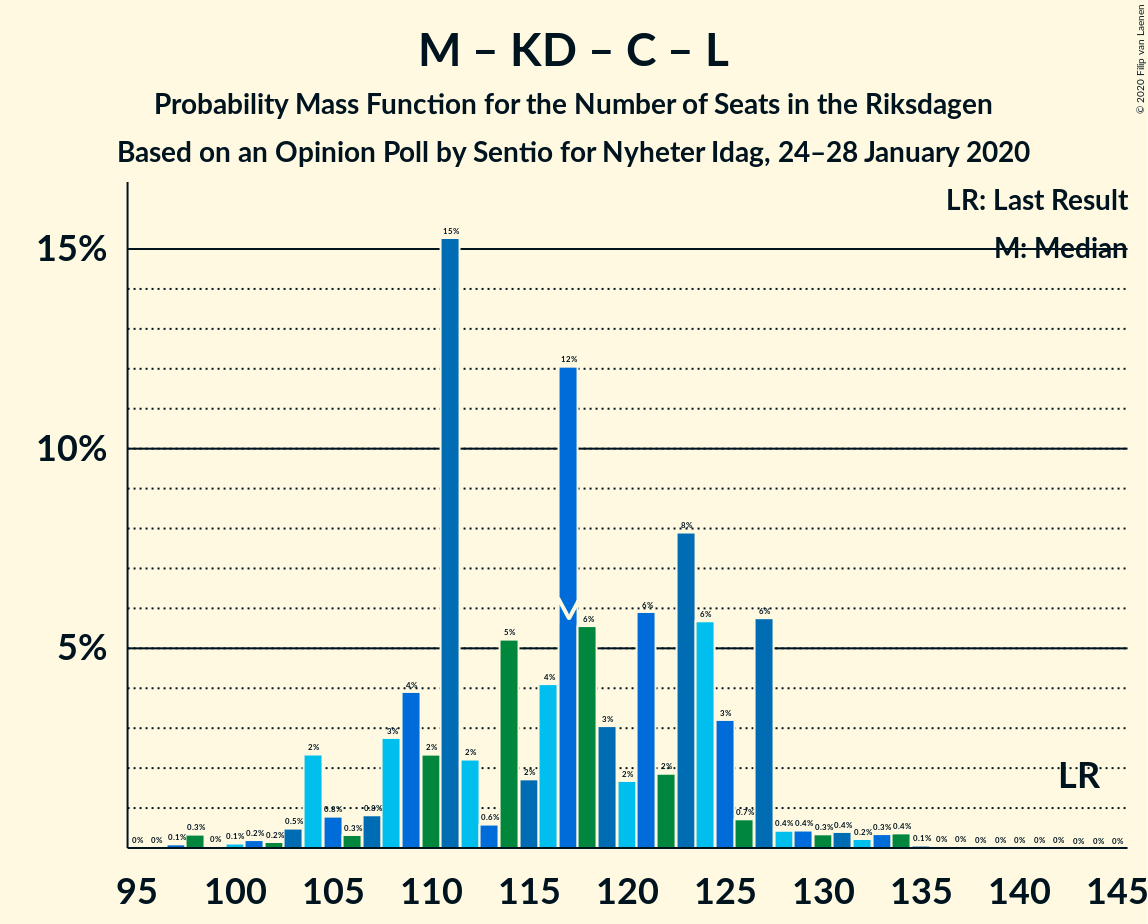 M – KD – C – L
Probability Mass Function for the Number of Seats in the Riksdagen
Based on an Opinion Poll by Sentio for Nyheter Idag, 24–28 January 2020
© 2020 Filip van Laenen
LR: Last Result
M: Median
15%
10%
5%
0% 0% 0.1% 0.3% 0% 0.1% 0.2% 0.2% 0.5% 2% 0.8% 0.3% 0.8% 3% 4% 2% 15% 2% 0.6% 5% 2% 4% 12% 6% 3% 2% 6% 2% 8% 6% 3% 0.7% 6% 0.4% 0.4% 0.3% 0.4% 0.2% 0.3% 0.4% 0.1% 0% 0% 0% 0% 0% 0% 0% 0% 0% 0%
LR
95 100 105 110 115 120 125 130 135 140 145